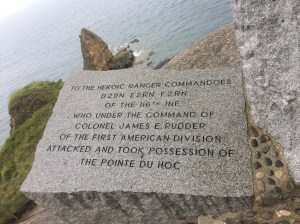 TO THE HEROIC RANGER COMMANDOES
D2RN E2RN F2RN
OF THE 116TH INF
WHO UNDER THE COMMAND OF
COLONEL JAMES E. RUDDER
OF THE FIRST AMERICAN DIVISION
ATTACKED AND TOOK POSSESSION OF
THE POINTE DU HOC